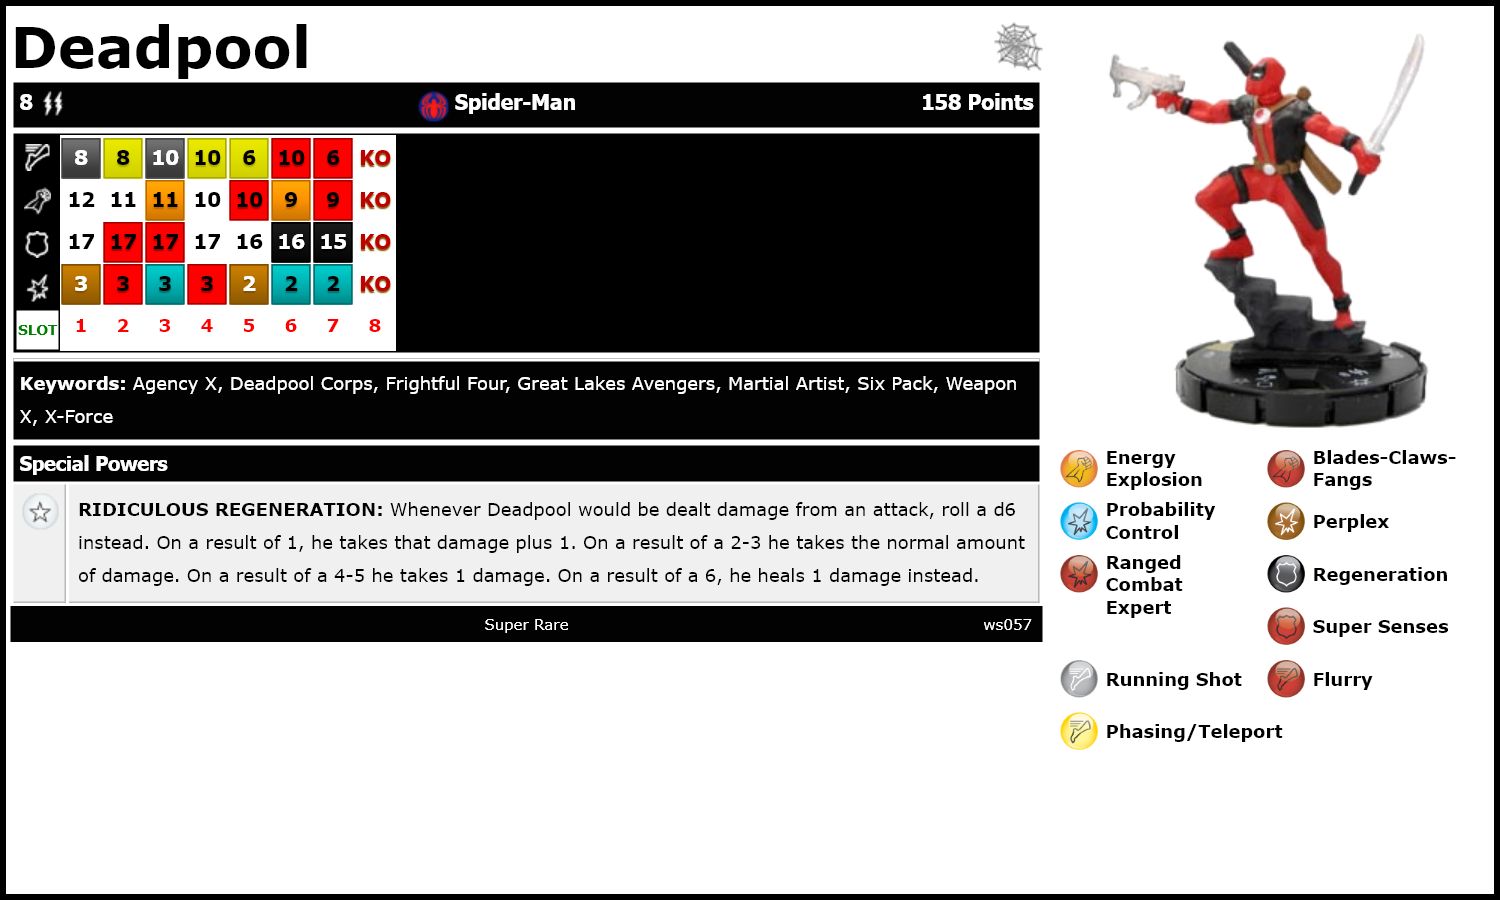 Deadpool
8 Spider-Man 158 Points
8 8 10 10 6 10 6 KO
12 11 11 10 10 9 9 KO
17 17 17 17 16 16 15 KO
3 3 3 3 2 2 2 KO
SLOT 1 2 3 4 5 6 7 8
Keywords: Agency X, Deadpool Corps, Frightful Four, Great Lakes Avengers, Martial Artist, Six Pack, Weapon
X, X-Force
Special Powers
RIDICULOUS REGENERATION: Whenever Deadpool would be dealt damage from an attack, roll a d6
instead. On a result of 1, he takes that damage plus 1. On a result of a 2-3 he takes the normal amount
of damage. On a result of a 4-5 he takes 1 damage. On a result of a 6, he heals 1 damage instead.
Super Rare ws057
Energy
Explosion
Blades-Claws-
Fangs
Probability
Control
Perplex
Ranged
Combat
Expert
Regeneration
Super Senses
Running Shot
Flurry
Phasing/Teleport